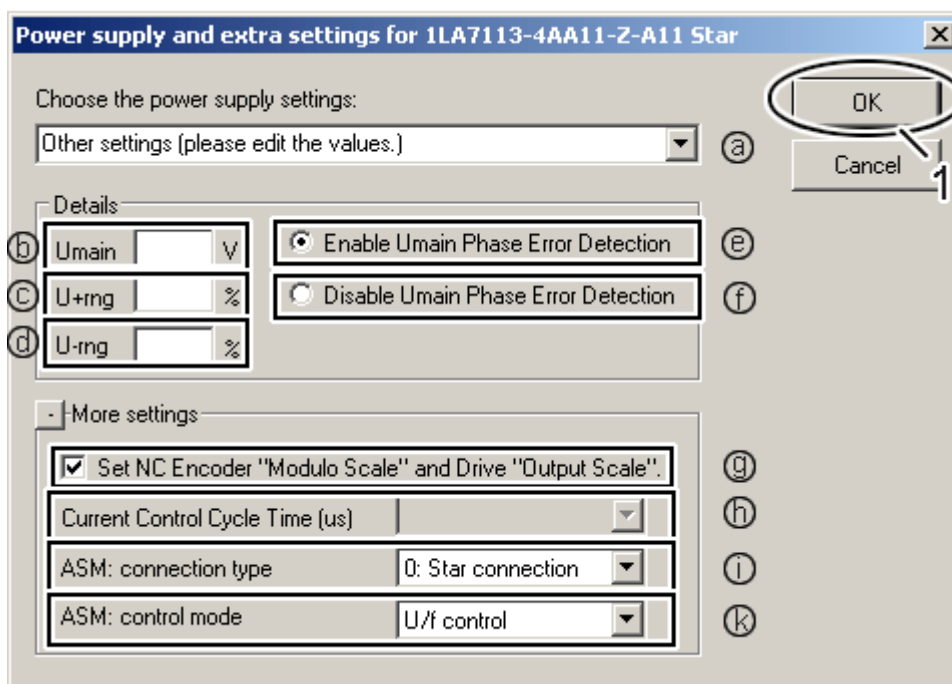 Power supply and extra settings for 1LA7113-4AA11-Z-A11 Star
Choose the power supply settings:
OK
Other settings (please edit the values.)
a
Cancel
1
Details
b Umain V
Enable Umain Phase Error Detection e
c U+rng %
Disable Umain Phase Error Detection f
d U-rng %
- More settings
Set NC Encoder "Modulo Scale" and Drive "Output Scale". g
Current Control Cycle Time (us) h
ASM: connection type 0: Star connection i
ASM: control mode U/f control k